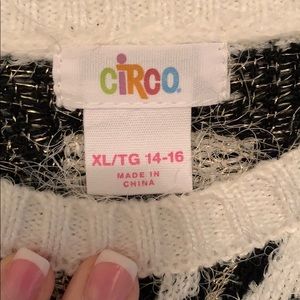 CiRCO
XL/TG 14-16
MADE IN
CHINA